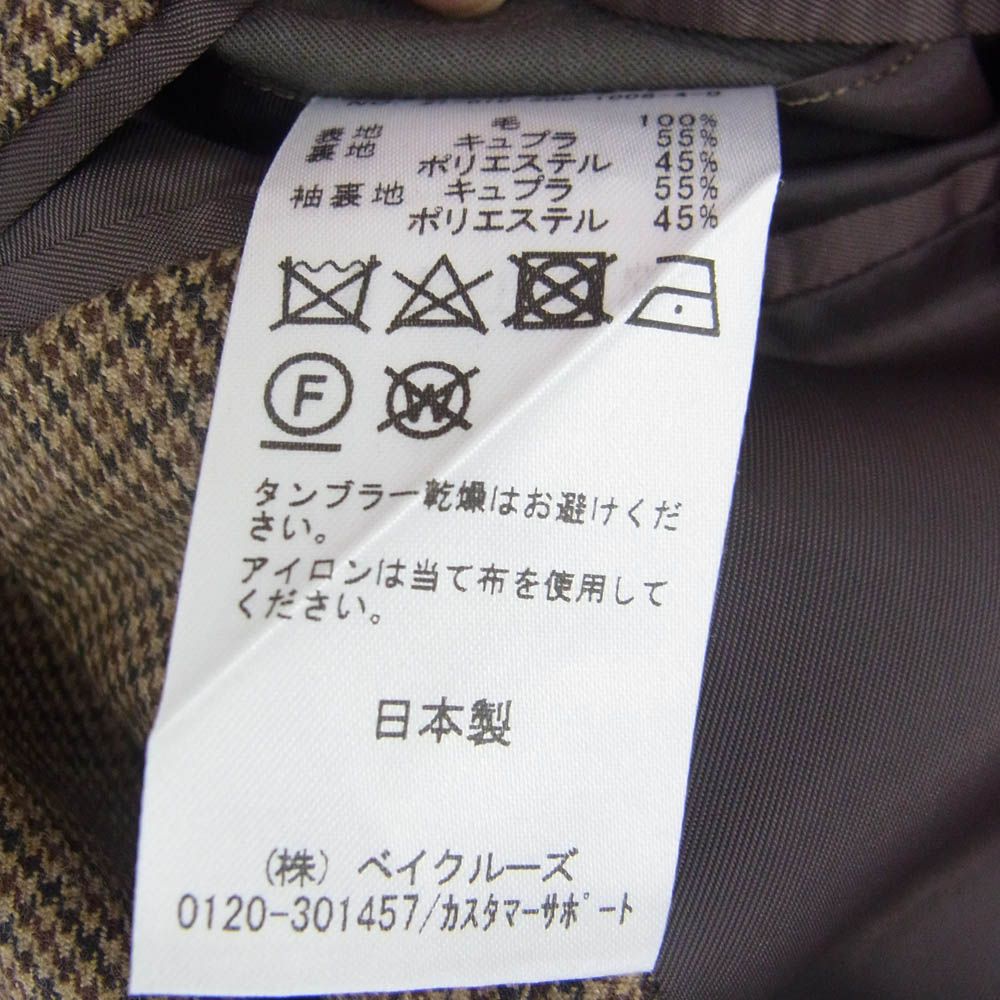 表地 毛 100%
裏地 キュプラ 55%
ポリエステル 45%
袖裏地 キュプラ 55%
ポリエステル 45%
F
W
タンブラー乾燥はお避けくだ
さい。
アイロンは当て布を使用して
ください。
日本製
(株) ベイクルーズ
0120-301457/カスタマーサポート